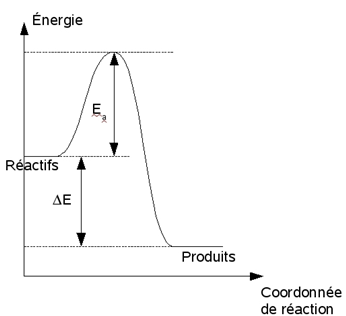 Énergie
Ea
Réactifs
ΔE
Produits
Coordonnée
de réaction